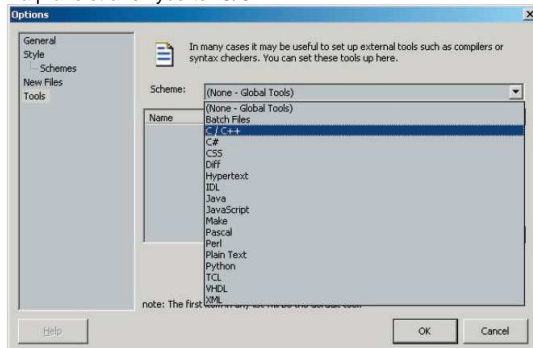 Options
General
Style
Schemes
New Files
Tools
In many cases it may be useful to set up external tools such as compilers or
syntax checkers. You can set these tools up here.
Scheme:
(None - Global Tools)
(None - Global Tools)
Batch Files
C / C++
C#
CSS
Diff
Hypertext
IDL
Java
JavaScript
Make
Pascal
Perl
Plain Text
Python
TCL
VHDL
XML
Name
note: The first
Help
OK
Cancel